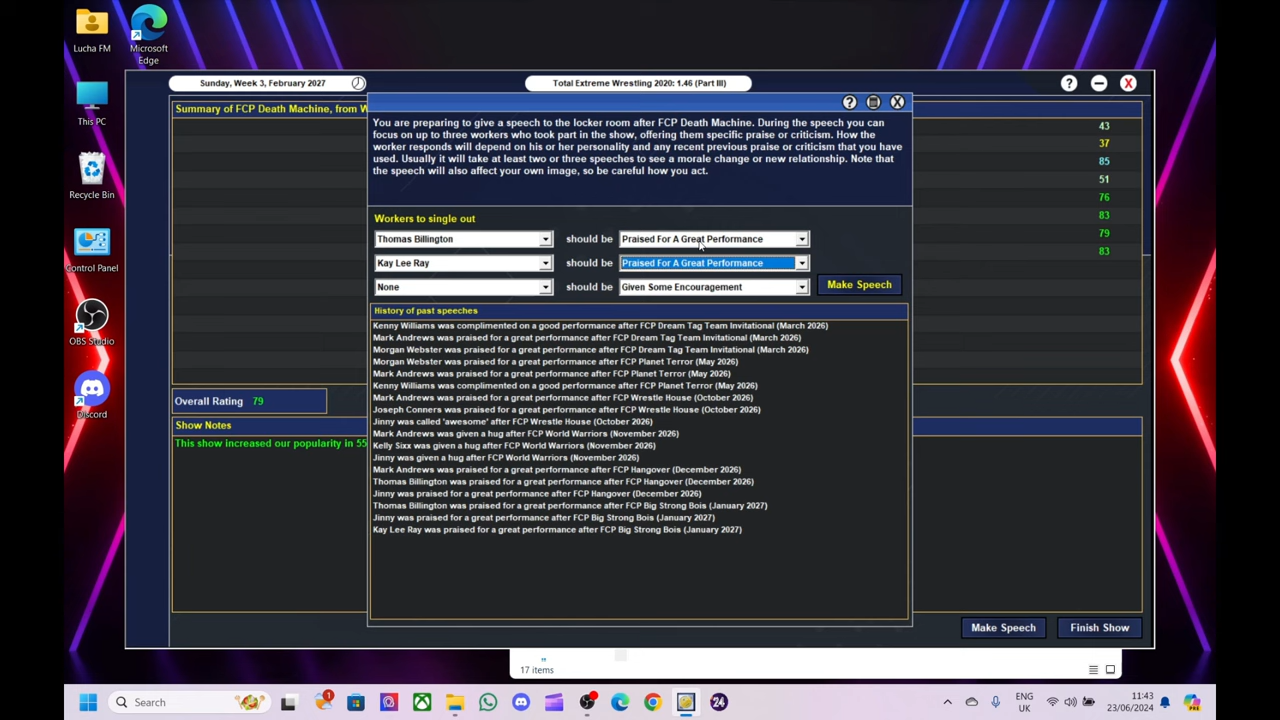 Lucha FM
Microsoft
Edge
This PC
Recycle Bin
Control Panel
OBS Studio
Discord
Sunday, Week 3, February 2027
Total Extreme Wrestling 2020: 1.46 (Part III)
?
X
Summary of FCP Death Machine, from W
?
X
You are preparing to give a speech to the locker room after FCP Death Machine. During the speech you can
focus on up to three workers who took part in the show, offering them specific praise or criticism. How the
worker responds will depend on his or her personality and any recent previous praise or criticism that you have
used. Usually it will take at least two or three speeches to see a morale change or new relationship. Note that
the speech will also affect your own image, so be careful how you act.
43
37
85
51
76
83
79
83
Workers to single out
Thomas Billington should be Praised For A Great Performance
Kay Lee Ray should be Praised For A Great Performance
None should be Given Some Encouragement
Make Speech
History of past speeches
Kenny Williams was complimented on a good performance after FCP Dream Tag Team Invitational (March 2026)
Mark Andrews was praised for a great performance after FCP Dream Tag Team Invitational (March 2026)
Morgan Webster was praised for a great performance after FCP Dream Tag Team Invitational (March 2026)
Morgan Webster was praised for a great performance after FCP Planet Terror (May 2026)
Mark Andrews was praised for a great performance after FCP Planet Terror (May 2026)
Kenny Williams was complimented on a good performance after FCP Planet Terror (May 2026)
Mark Andrews was praised for a great performance after FCP Wrestle House (October 2026)
Joseph Conners was praised for a great performance after FCP Wrestle House (October 2026)
Jinny was called 'awesome' after FCP Wrestle House (October 2026)
Mark Andrews was given a hug after FCP World Warriors (November 2026)
Kelly Sixx was given a hug after FCP World Warriors (November 2026)
Jinny was given a hug after FCP World Warriors (November 2026)
Mark Andrews was praised for a great performance after FCP Hangover (December 2026)
Thomas Billington was praised for a great performance after FCP Hangover (December 2026)
Jinny was praised for a great performance after FCP Hangover (December 2026)
Thomas Billington was praised for a great performance after FCP Big Strong Bois (January 2027)
Jinny was praised for a great performance after FCP Big Strong Bois (January 2027)
Kay Lee Ray was praised for a great performance after FCP Big Strong Bois (January 2027)
Overall Rating 79
Show Notes
This show increased our popularity in 55
Make Speech
Finish Show
17 items
Search
1
24
ENG
UK
11:43
23/06/2024